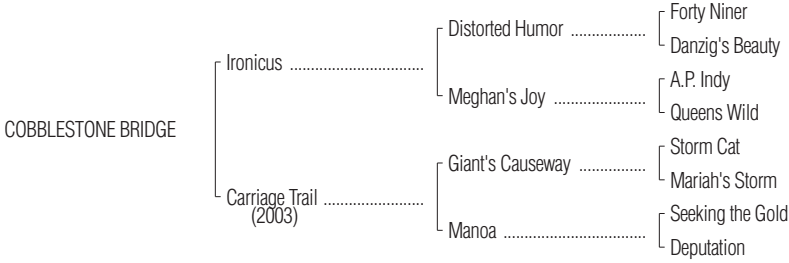 Forty Niner
Distorted Humor ..................
Danzig's Beauty
Ironicus ................................
A.P. Indy
Meghan's Joy ......................
Queens Wild
COBBLESTONE BRIDGE
Storm Cat
Giant's Causeway ................
Mariah's Storm
Carriage Trail ........................
(2003)
Seeking the Gold
Manoa ..................................
Deputation